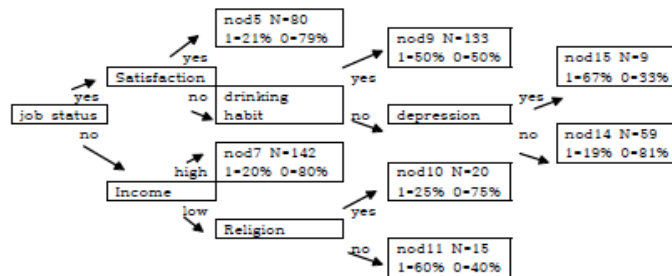 nod5 N=80
1=21% 0=79%
nod9 N=133
1=50% 0=50%
nod15 N=9
1=67% 0=33%
yes
Satisfaction
yes
yes
no
drinking
habit
yes
job status
no
depression
no
no
nod14 N=59
1=19% 0=81%
nod7 N=142
1=20% 0=80%
high
nod10 N=20
1=25% 0=75%
Income
low
Religion
yes
no
nod11 N=15
1=60% 0=40%